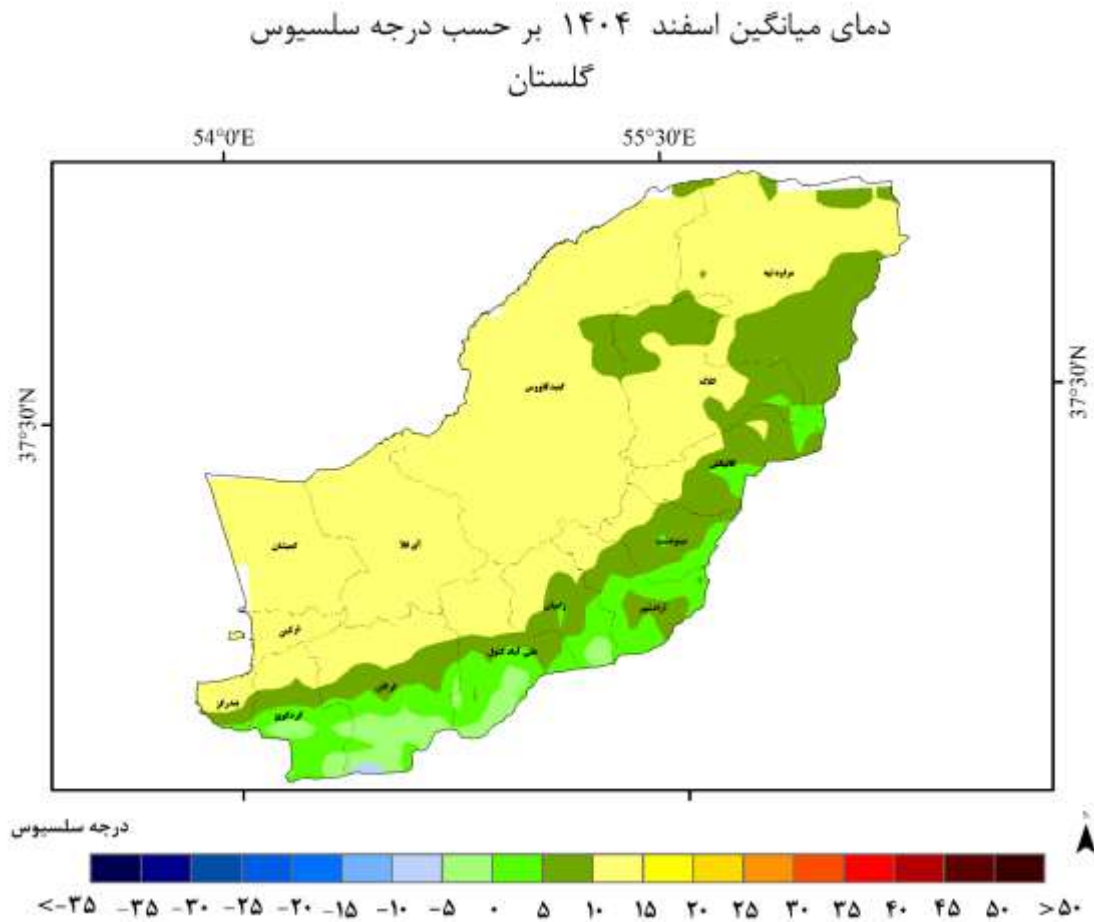 دمای میانگین اسفند ۱۴۰۴ بر حسب درجه سلسیوس
گلستان
54°0'E 55°30'E
37°30'N 37°30'N
مراوه تپه
کلاله
گنبدکاووس
گالیکش
مینودشت
گمیشان
آق قلا
آزادشهر
رامیان
ترکمن
علی آباد کتول
گرگان
بندرگز
کردکوی
درجه سلسیوس
<-۳۵ -۳۵ -۳۰ -۲۵ -۲۰ -۱۵ -۱۰ -۵ ۰ ۵ ۱۰ ۱۵ ۲۰ ۲۵ ۳۰ ۳۵ ۴۰ ۴۵ ۵۰ >۵۰